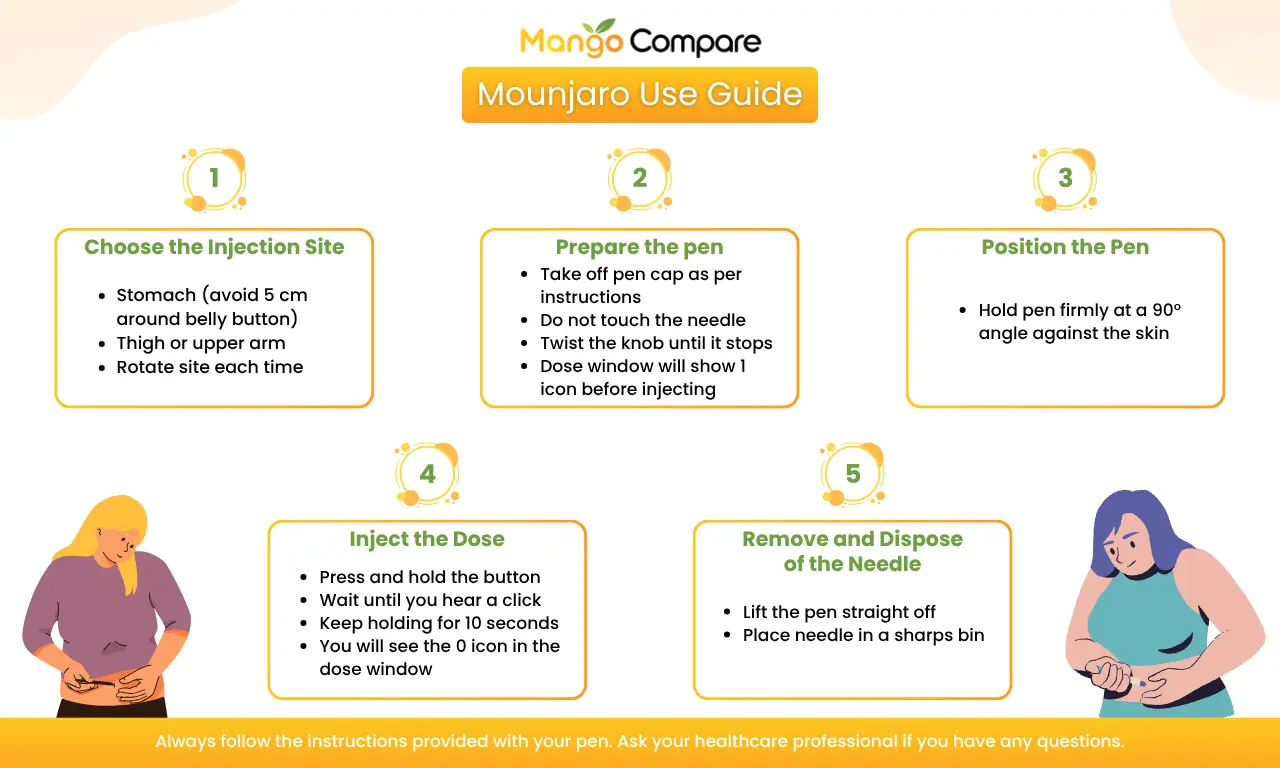 Mango Compare
Mounjaro Use Guide
1
Choose the Injection Site
• Stomach (avoid 5 cm
around belly button)
• Thigh or upper arm
• Rotate site each time
2
Prepare the pen
• Take off pen cap as per
instructions
• Do not touch the needle
• Twist the knob until it stops
• Dose window will show 1
icon before injecting
3
Position the Pen
• Hold pen firmly at a 90°
angle against the skin
4
Inject the Dose
• Press and hold the button
• Wait until you hear a click
• Keep holding for 10 seconds
• You will see the 0 icon in the
dose window
5
Remove and Dispose
of the Needle
• Lift the pen straight off
• Place needle in a sharps bin
Always follow the instructions provided with your pen. Ask your healthcare professional if you have any questions.